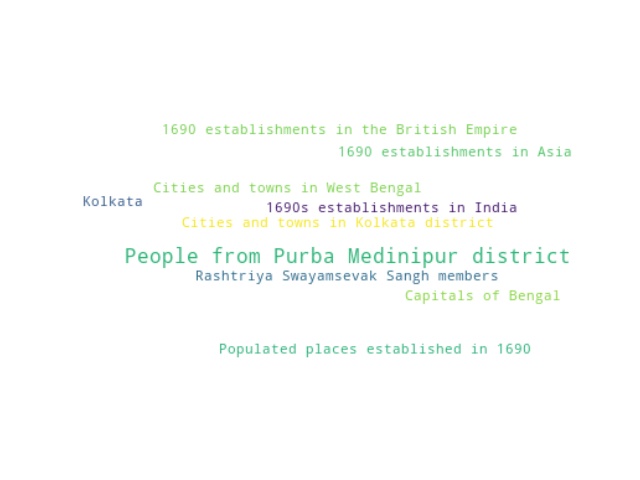 1690 establishments in the British Empire
1690 establishments in Asia
Cities and towns in West Bengal
Kolkata
1690s establishments in India
Cities and towns in Kolkata district
People from Purba Medinipur district
Rashtriya Swayamsevak Sangh members
Capitals of Bengal
Populated places established in 1690